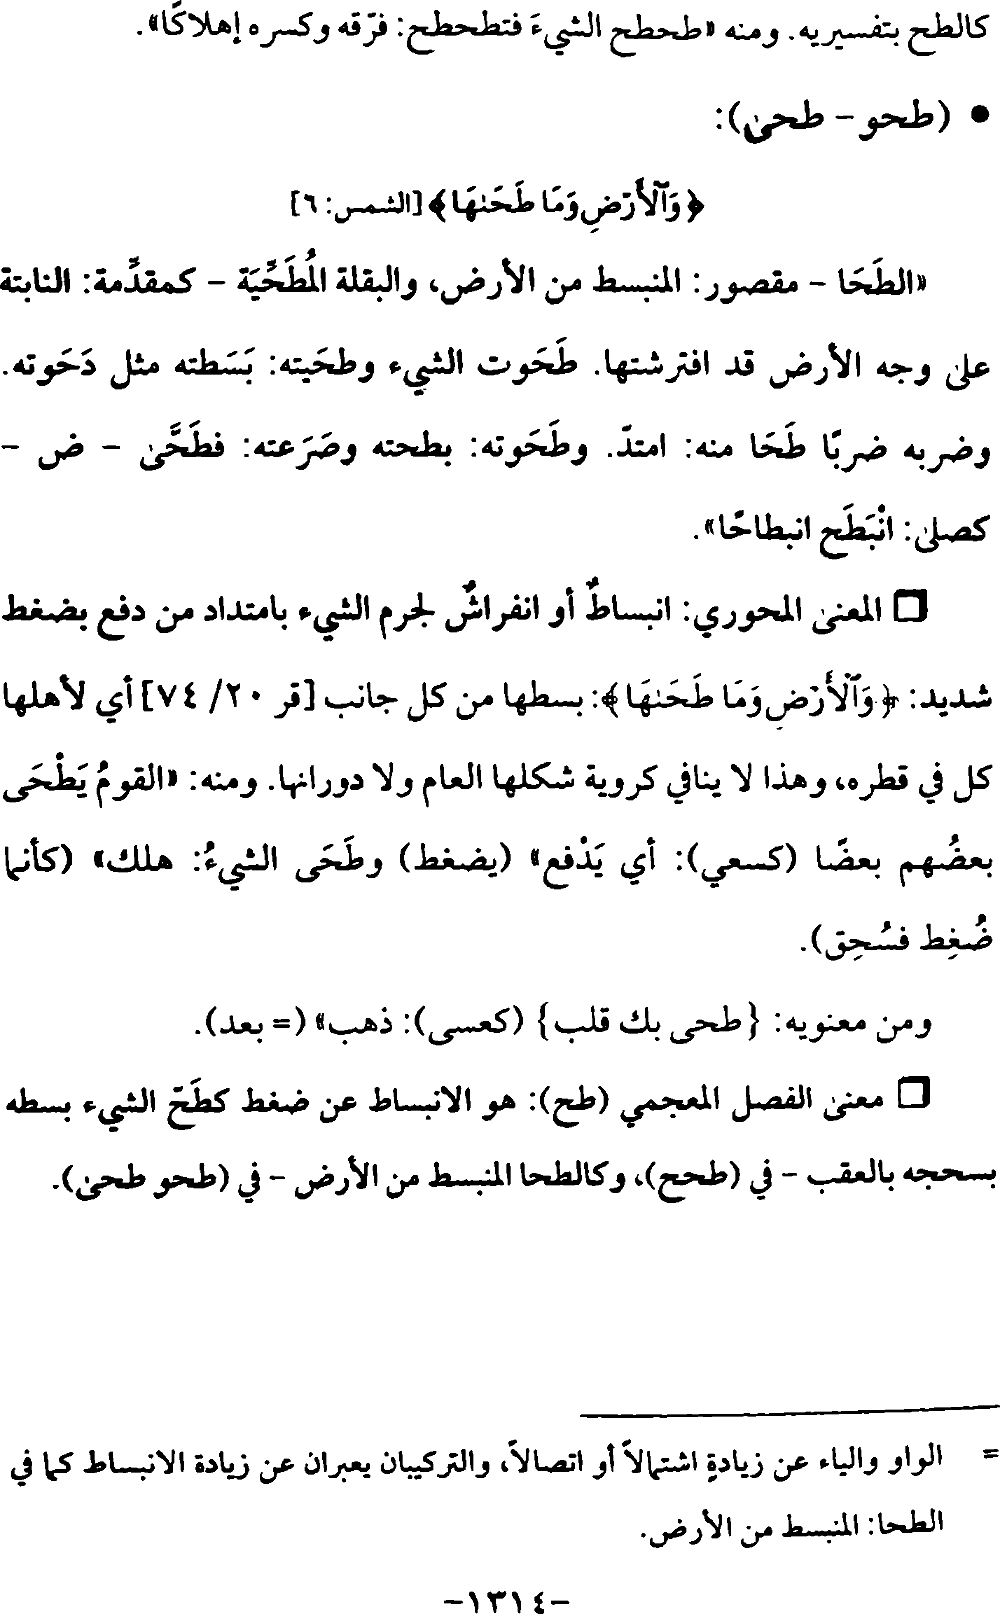 كالطح بتفسيريه. ومنه «طحطح الشيءَ فتطحطح: فرّقه وكسره إهلاكًا».
• (طحو - طحى):
﴿وَٱلْأَرْضِ وَمَا طَحَىٰهَا﴾ [الشمس: ٦]
«الطَحَا - مقصور: المنبسط من الأرض، والبقلة المُطَحِّيَة - كمقدِّمة: النابتة
على وجه الأرض قد افترشتها. طَحَوت الشيء وطحَيته: بَسَطته مثل دَحَوته.
وضربه ضربًا طَحَا منه: امتدّ. وطَحَوته: بطحته وصَرَعته: فطَحَّى - ض -
كصلى: انْبَطَح انبطاحًا».
❒ المعنى المحوري: انبساطٌ أو انفراشٌ لجرم الشيء بامتداد من دفع بضغط
شديد: ﴿وَٱلْأَرْضِ وَمَا طَحَىٰهَا﴾: بسطها من كل جانب [قر ٢٠/ ٧٤] أي لأهلها
كل في قطره، وهذا لا ينافي كروية شكلها العام ولا دورانها. ومنه: «القومُ يَطْحَى
بعضُهم بعضًا (كسعي): أي يَدْفع» (يضغط) وطَحَى الشيءُ: هلك» (كأنما
ضُغِط فسُحِق).
ومن معنويه: {طحى بك قلب} (كعسى): ذهب» (= بعد).
❒ معنى الفصل المعجمي (طح): هو الانبساط عن ضغط كطَحّ الشيء بسطه
بسحجه بالعقب - في (طحح)، وكالطحا المنبسط من الأرض - في (طحو طحى).
= الواو والياء عن زيادةٍ اشتمالاً أو اتصالاً، والتركيبان يعبران عن زيادة الانبساط كما في
الطحا: المنبسط من الأرض.
-١٣١٤-